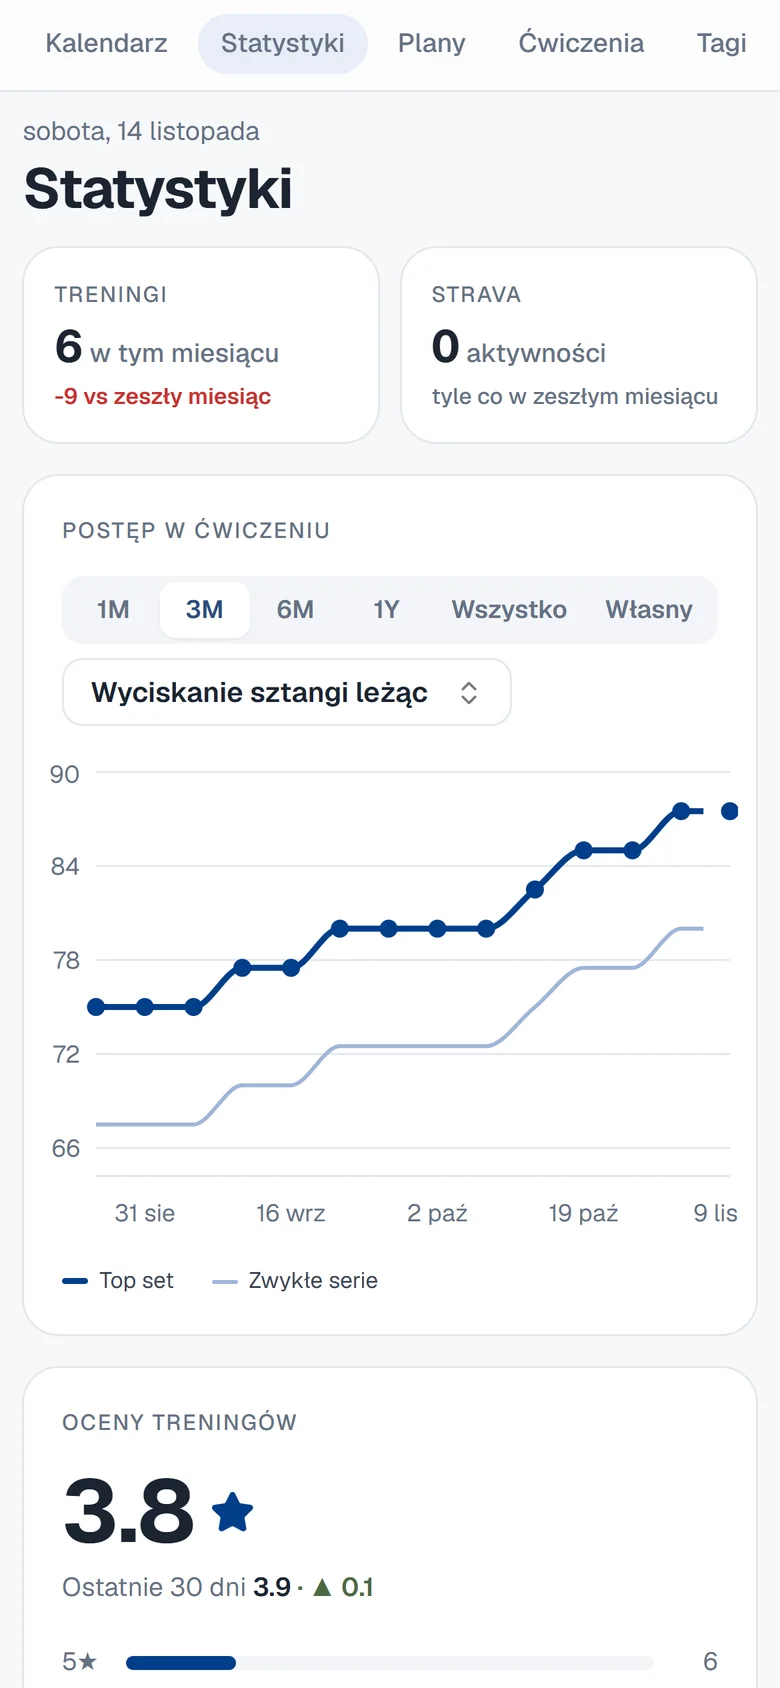 Kalendarz Statystyki Plany Ćwiczenia Tagi
sobota, 14 listopada
Statystyki
TRENINGI
6 w tym miesiącu
-9 vs zeszły miesiąc
STRAVA
0 aktywności
tyle co w zeszłym miesiącu
POSTĘP W ĆWICZENIU
1M 3M 6M 1Y Wszystko Własny
Wyciskanie sztangi leżąc
90
84
78
72
66
31 sie 16 wrz 2 paź 19 paź 9 lis
Top set Zwykłe serie
OCENY TRENINGÓW
3.8 ★
Ostatnie 30 dni 3.9 · ▲ 0.1
5★ 6